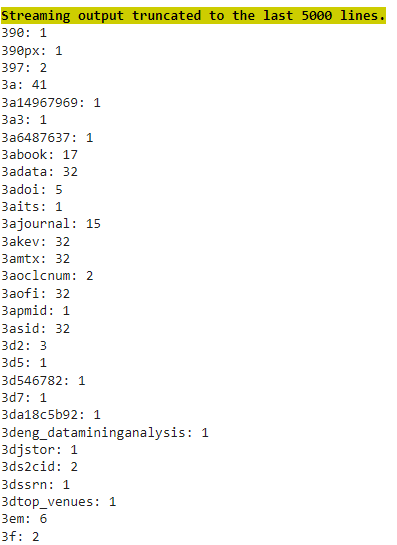 Streaming output truncated to the last 5000 lines.
390: 1
390px: 1
397: 2
3a: 41
3a14967969: 1
3a3: 1
3a6487637: 1
3abook: 17
3adata: 32
3adoi: 5
3aits: 1
3ajournal: 15
3akev: 32
3amtx: 32
3aoclcnum: 2
3aofi: 32
3apmid: 1
3asid: 32
3d2: 3
3d5: 1
3d546782: 1
3d7: 1
3da18c5b92: 1
3deng_datamininganalysis: 1
3djstor: 1
3ds2cid: 2
3dssrn: 1
3dtop_venues: 1
3em: 6
3f: 2